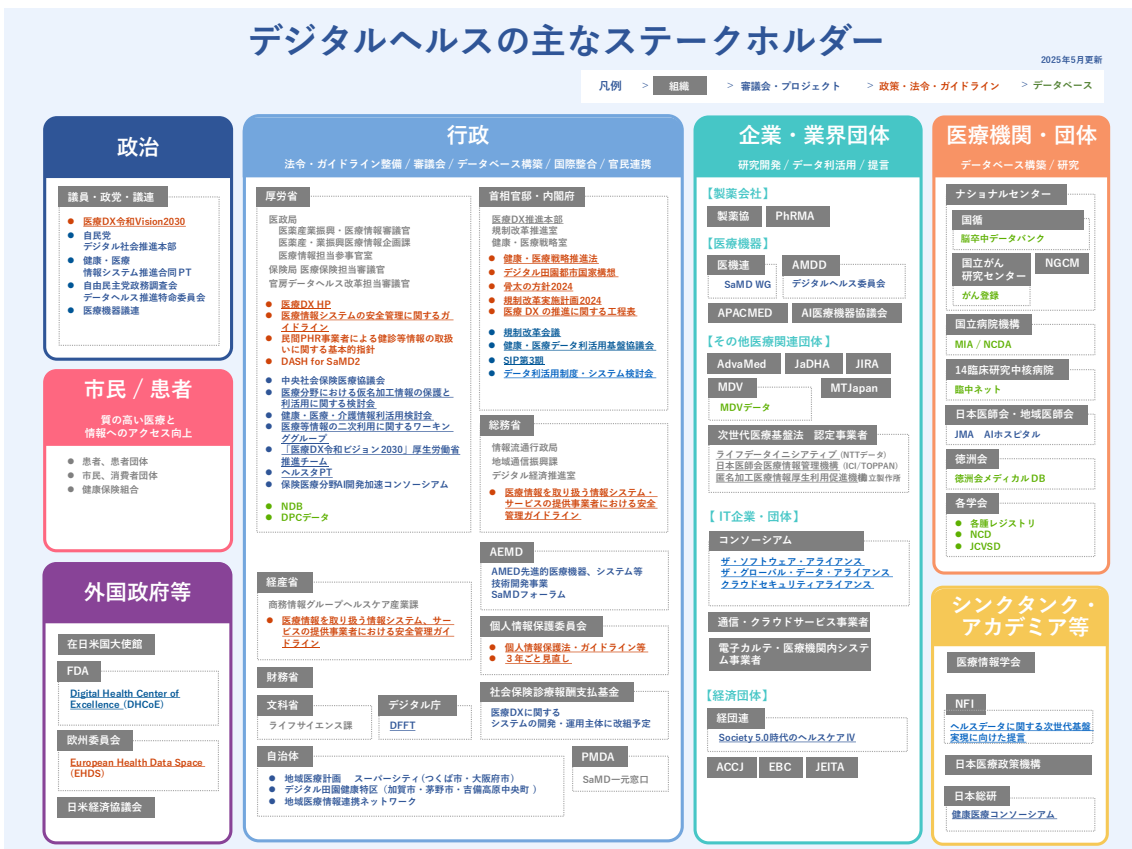 デジタルヘルスの主なステークホルダー
2025年5月更新
凡例 > 組織 > 審議会・プロジェクト > 政策・法令・ガイドライン > データベース
政治
議員・政党・議連
● 医療DX令和Vision2030
● 自民党
デジタル社会推進本部
● 健康・医療
情報システム推進合同PT
● 自由民主党政務調査会
データヘルス推進特命委員会
● 医療機器議連
市民 / 患者
質の高い医療と
情報へのアクセス向上
● 患者、患者団体
● 市民、消費者団体
● 健康保険組合
外国政府等
在日米国大使館
FDA
Digital Health Center of
Excellence (DHCoE)
欧州委員会
European Health Data Space
(EHDS)
日米経済協議会
行政
法令・ガイドライン整備 / 審議会 / データベース構築 / 国際整合 / 官民連携
厚労省
医政局
医薬産業振興・医療情報審議官
医薬産・業振興医療情報企画課
医療情報担当参事官室
保険局 医療保険担当審議官
官房データヘルス改革担当審議官
● 医療DX HP
● 医療情報システムの安全管理に関するガ
イドライン
● 民間PHR事業者による健診等情報の取扱
いに関する基本的指針
● DASH for SaMD2
● 中央社会保険医療協議会
● 医療分野における仮名加工情報の保護と
利活用に関する検討会
● 健康・医療・介護情報利活用検討会
● 医療等情報の二次利用に関するワーキン
ググループ
● 「医療DX令和ビジョン2030」厚生労働省
推進チーム
● ヘルスタPT
● 保険医療分野AI開発加速コンソーシアム
● NDB
● DPCデータ
経産省
商務情報グループヘルスケア産業課
● 医療情報を取り扱う情報システム、サー
ビスの提供事業者における安全管理ガイ
ドライン
財務省
文科省
ライフサイエンス課
デジタル庁
DFFT
自治体
● 地域医療計画 スーパーシティ(つくば市・大阪府市)
● デジタル田園健康特区（加賀市・茅野市・吉備高原中央町 ）
● 地域医療情報連携ネットワーク
首相官邸・内閣府
医療DX推進本部
規制改革推進室
健康・医療戦略室
● 健康・医療戦略推進法
● デジタル田園都市国家構想
● 骨太の方針2024
● 規制改革実施計画2024
● 医療 DX の推進に関する工程表
● 規制改革会議
● 健康・医療データ利活用基盤協議会
● SIP第3期
● データ利活用制度・システム検討会
総務省
情報流通行政局
地域通信振興課
デジタル経済推進室
● 医療情報を取り扱う情報システム・
サービスの提供事業者における安全
管理ガイドライン
AEMD
AMED先進的医療機器、システム等
技術開発事業
SaMDフォーラム
個人情報保護委員会
● 個人情報保護法・ガイドライン等
● ３年ごと見直し
社会保険診療報酬支払基金
医療DXに関する
システムの開発・運用主体に改組予定
PMDA
SaMD一元窓口
企業・業界団体
研究開発 / データ利活用 / 提言
【製薬会社】
製薬協 PhRMA
【医療機器】
医機連
SaMD WG
AMDD
デジタルヘルス委員会
APACMED AI医療機器協議会
【その他医療関連団体】
AdvaMed JaDHA JIRA
MDV
MDVデータ
MTJapan
次世代医療基盤法 認定事業者
ライフデータイニシアティブ (NTTデータ)
日本医師会医療情報管理機構 (ICI/TOPPAN)
匿名加工医療情報厚生利用促進機構
【 IT企業・団体】
コンソーシアム
ザ・ソフトウェア・アライアンス
ザ・グローバル・データ・アライアンス
クラウドセキュリティアライアンス
通信・クラウドサービス事業者
電子カルテ・医療機関内システ
ム事業者
【経済団体】
経団連
Society 5.0時代のヘルスケアⅣ
ACCJ EBC JEITA
医療機関・団体
データベース構築 / 研究
ナショナルセンター
国循
脳卒中データバンク
国立がん
研究センター
がん登録
NGCM
国立病院機構
MIA / NCDA
14臨床研究中核病院
臨中ネット
日本医師会・地域医師会
JMA AIホスピタル
徳洲会
徳洲会メディカルDB
各学会
● 各種レジストリ
● NCD
● JCVSD
シンクタンク・
アカデミア等
医療情報学会
NFI
ヘルスデータに関する次世代基盤
実現に向けた提言
日本医療政策機構
日本総研
健康医療コンソーシアム